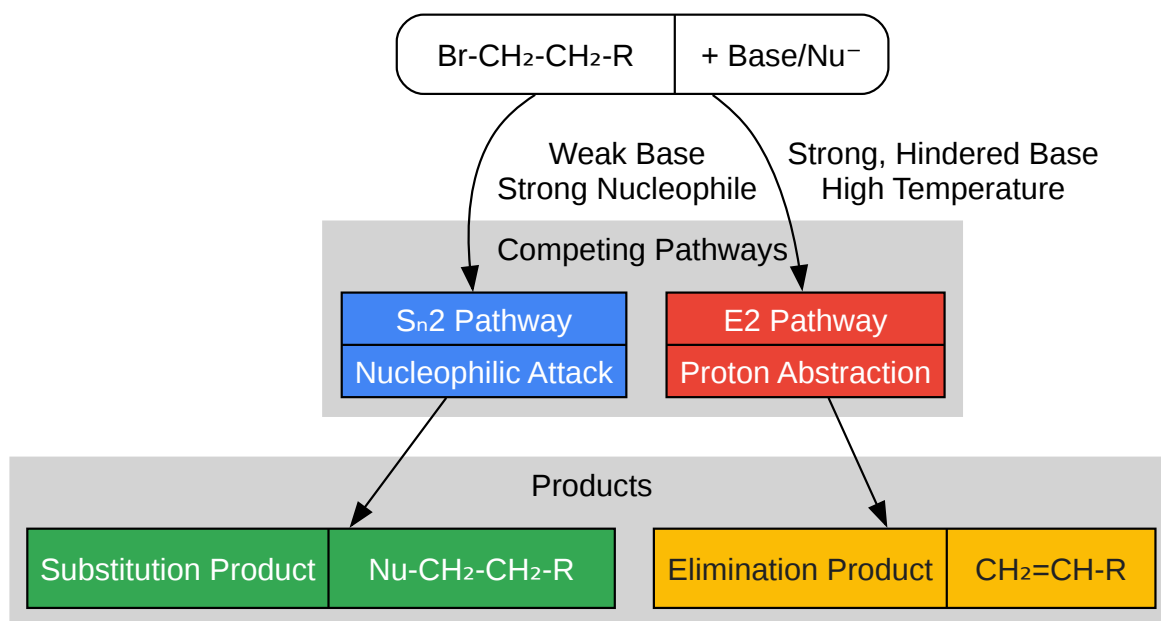 Br-CH₂-CH₂-R
+ Base/Nu⁻
Weak Base
Strong Nucleophile
Strong, Hindered Base
High Temperature
Competing Pathways
Sₙ2 Pathway
Nucleophilic Attack
E2 Pathway
Proton Abstraction
Products
Substitution Product
Nu-CH₂-CH₂-R
Elimination Product
CH₂=CH-R